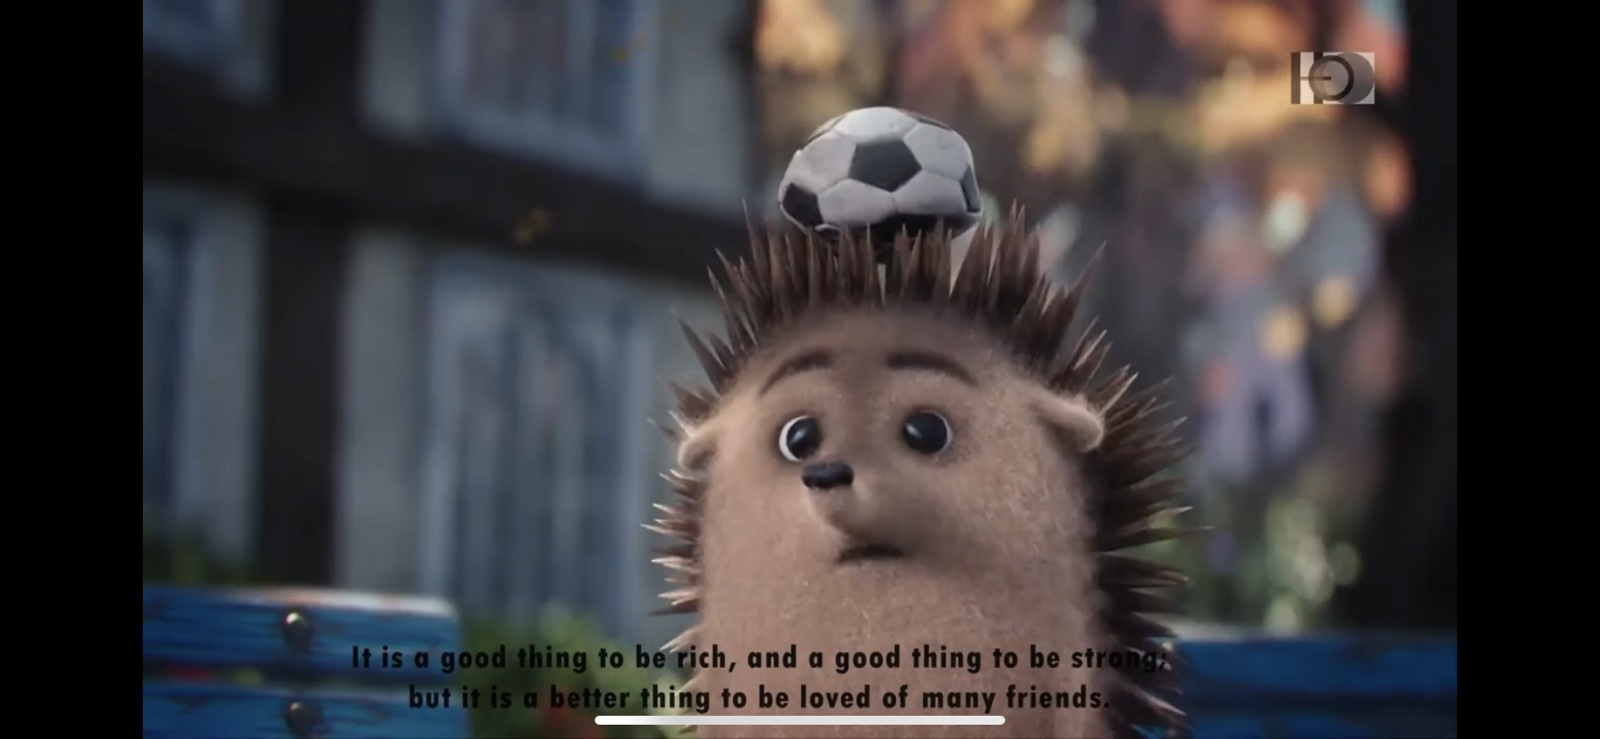 HD
It is a good thing to be rich, and a good thing to be strong;
but it is a better thing to be loved of many friends.